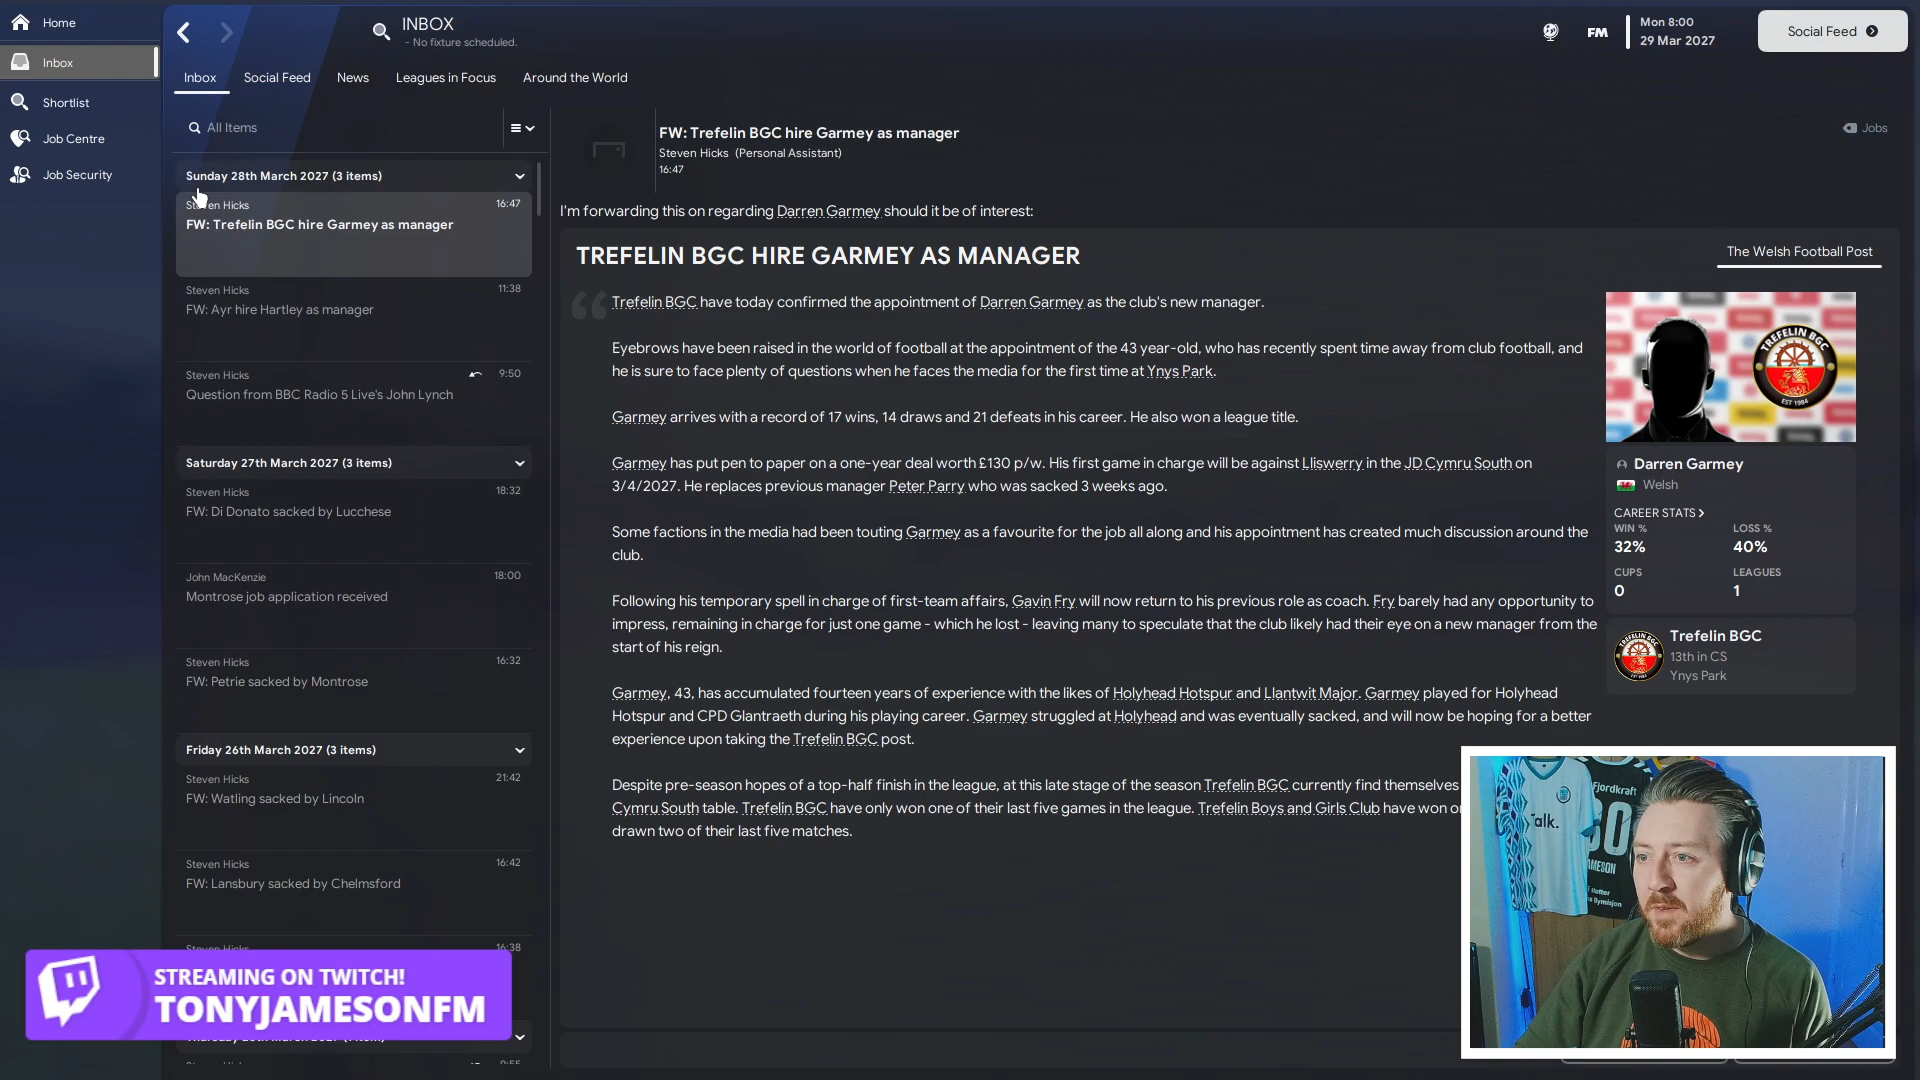 Home
Inbox
Shortlist
Job Centre
Job Security
INBOX
- No fixture scheduled.
FM
Mon 8:00
29 Mar 2027
Social Feed
Inbox
Social Feed
News
Leagues in Focus
Around the World
All Items
Sunday 28th March 2027 (3 items)
Steven Hicks
16:47
FW: Trefelin BGC hire Garmey as manager
Steven Hicks
11:38
FW: Ayr hire Hartley as manager
Steven Hicks
9:50
Question from BBC Radio 5 Live's John Lynch
Saturday 27th March 2027 (3 items)
Steven Hicks
18:32
FW: Di Donato sacked by Lucchese
John MacKenzie
18:00
Montrose job application received
Steven Hicks
16:32
FW: Petrie sacked by Montrose
Friday 26th March 2027 (3 items)
Steven Hicks
21:42
FW: Watling sacked by Lincoln
Steven Hicks
16:42
FW: Lansbury sacked by Chelmsford
Steven Hicks
16:38
STREAMING ON TWITCH!
TONYJAMESONFM
FW: Trefelin BGC hire Garmey as manager
Steven Hicks (Personal Assistant)
16:47
Jobs
I'm forwarding this on regarding Darren Garmey should it be of interest:
TREFELIN BGC HIRE GARMEY AS MANAGER
The Welsh Football Post
Trefelin BGC have today confirmed the appointment of Darren Garmey as the club's new manager.
Eyebrows have been raised in the world of football at the appointment of the 43 year-old, who has recently spent time away from club football, and
he is sure to face plenty of questions when he faces the media for the first time at Ynys Park.
Garmey arrives with a record of 17 wins, 14 draws and 21 defeats in his career. He also won a league title.
Garmey has put pen to paper on a one-year deal worth £130 p/w. His first game in charge will be against Lliswerry in the JD Cymru South on
3/4/2027. He replaces previous manager Peter Parry who was sacked 3 weeks ago.
Some factions in the media had been touting Garmey as a favourite for the job all along and his appointment has created much discussion around the
club.
Following his temporary spell in charge of first-team affairs, Gavin Fry will now return to his previous role as coach. Fry barely had any opportunity to
impress, remaining in charge for just one game - which he lost - leaving many to speculate that the club likely had their eye on a new manager from the
start of his reign.
Garmey, 43, has accumulated fourteen years of experience with the likes of Holyhead Hotspur and Llantwit Major. Garmey played for Holyhead
Hotspur and CPD Glantraeth during his playing career. Garmey struggled at Holyhead and was eventually sacked, and will now be hoping for a better
experience upon taking the Trefelin BGC post.
Despite pre-season hopes of a top-half finish in the league, at this late stage of the season Trefelin BGC currently find themselves
Cymru South table. Trefelin BGC have only won one of their last five games in the league. Trefelin Boys and Girls Club have won
drawn two of their last five matches.
TREFELIN BGC
EST 1984
Darren Garmey
Welsh
CAREER STATS
WIN %
LOSS %
32%
40%
CUPS
LEAGUES
0
1
Trefelin BGC
13th in CS
Ynys Park
Talk.
Fjordkraft